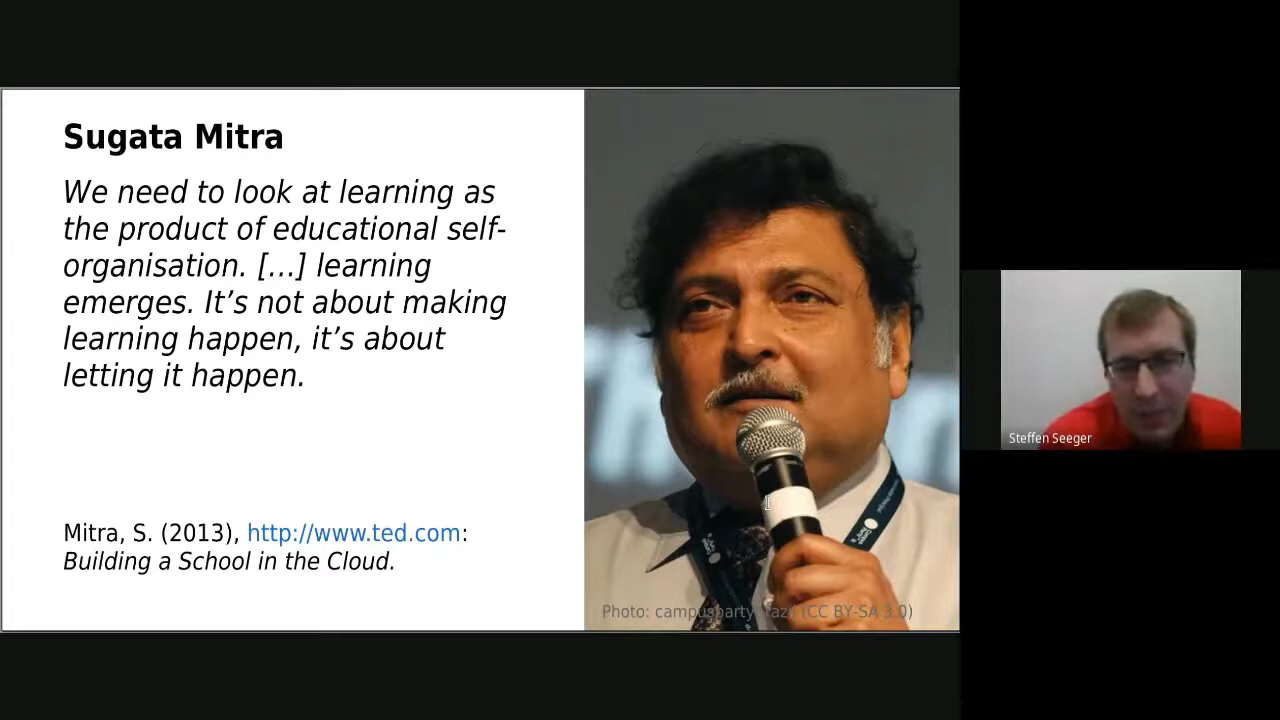 Sugata Mitra
We need to look at learning as
the product of educational self-
organisation. [...] learning
emerges. It’s not about making
learning happen, it’s about
letting it happen.
Mitra, S. (2013), http://www.ted.com:
Building a School in the Cloud.
Photo: campusparty brazil (CC BY-SA 3.0)
Steffen Seeger